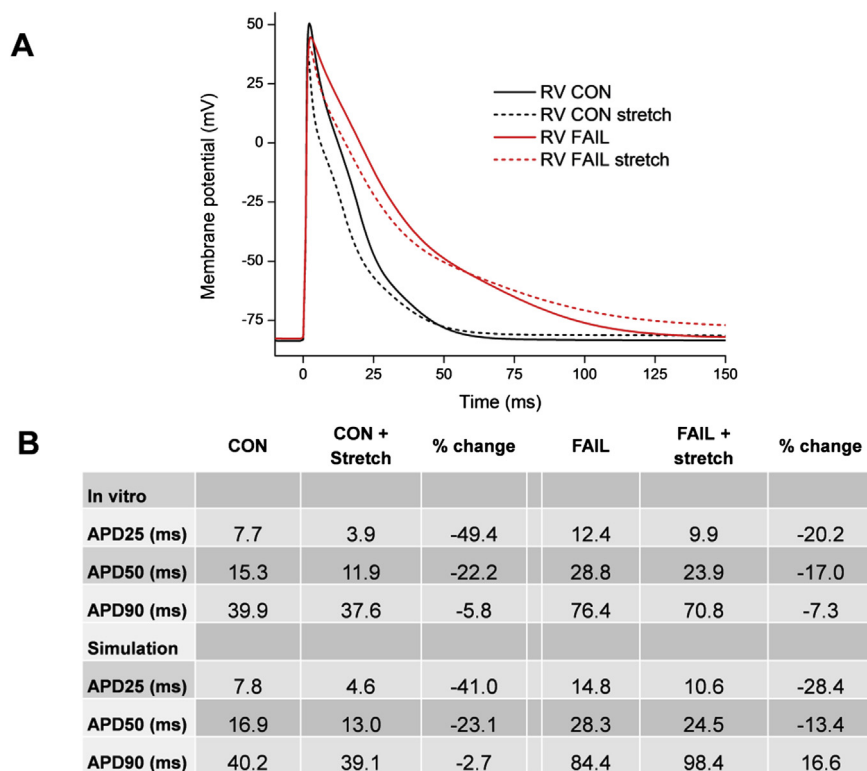 A
50
25
0
-25
-50
-75
Membrane potential (mV)
RV CON
RV CON stretch
RV FAIL
RV FAIL stretch
0 25 50 75 100 125 150
Time (ms)
B
CON CON + Stretch % change FAIL FAIL + stretch % change
In vitro
APD25 (ms) 7.7 3.9 -49.4 12.4 9.9 -20.2
APD50 (ms) 15.3 11.9 -22.2 28.8 23.9 -17.0
APD90 (ms) 39.9 37.6 -5.8 76.4 70.8 -7.3
Simulation
APD25 (ms) 7.8 4.6 -41.0 14.8 10.6 -28.4
APD50 (ms) 16.9 13.0 -23.1 28.3 24.5 -13.4
APD90 (ms) 40.2 39.1 -2.7 84.4 98.4 16.6